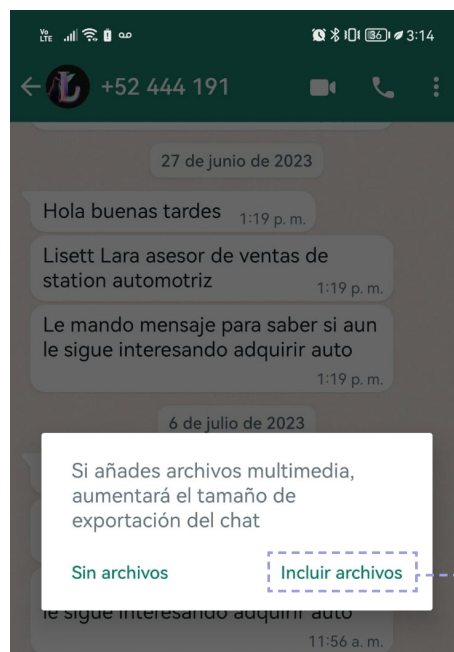 Vo
LTE
36
3:14
+52 444 191
27 de junio de 2023
Hola buenas tardes 1:19 p. m.
Lisett Lara asesor de ventas de
station automotriz 1:19 p. m.
Le mando mensaje para saber si aun
le sigue interesando adquirir auto
1:19 p. m.
6 de julio de 2023
Si añades archivos multimedia,
aumentará el tamaño de
exportación del chat
Sin archivos Incluir archivos
le sigue interesando adquirir auto
11:56 a. m.